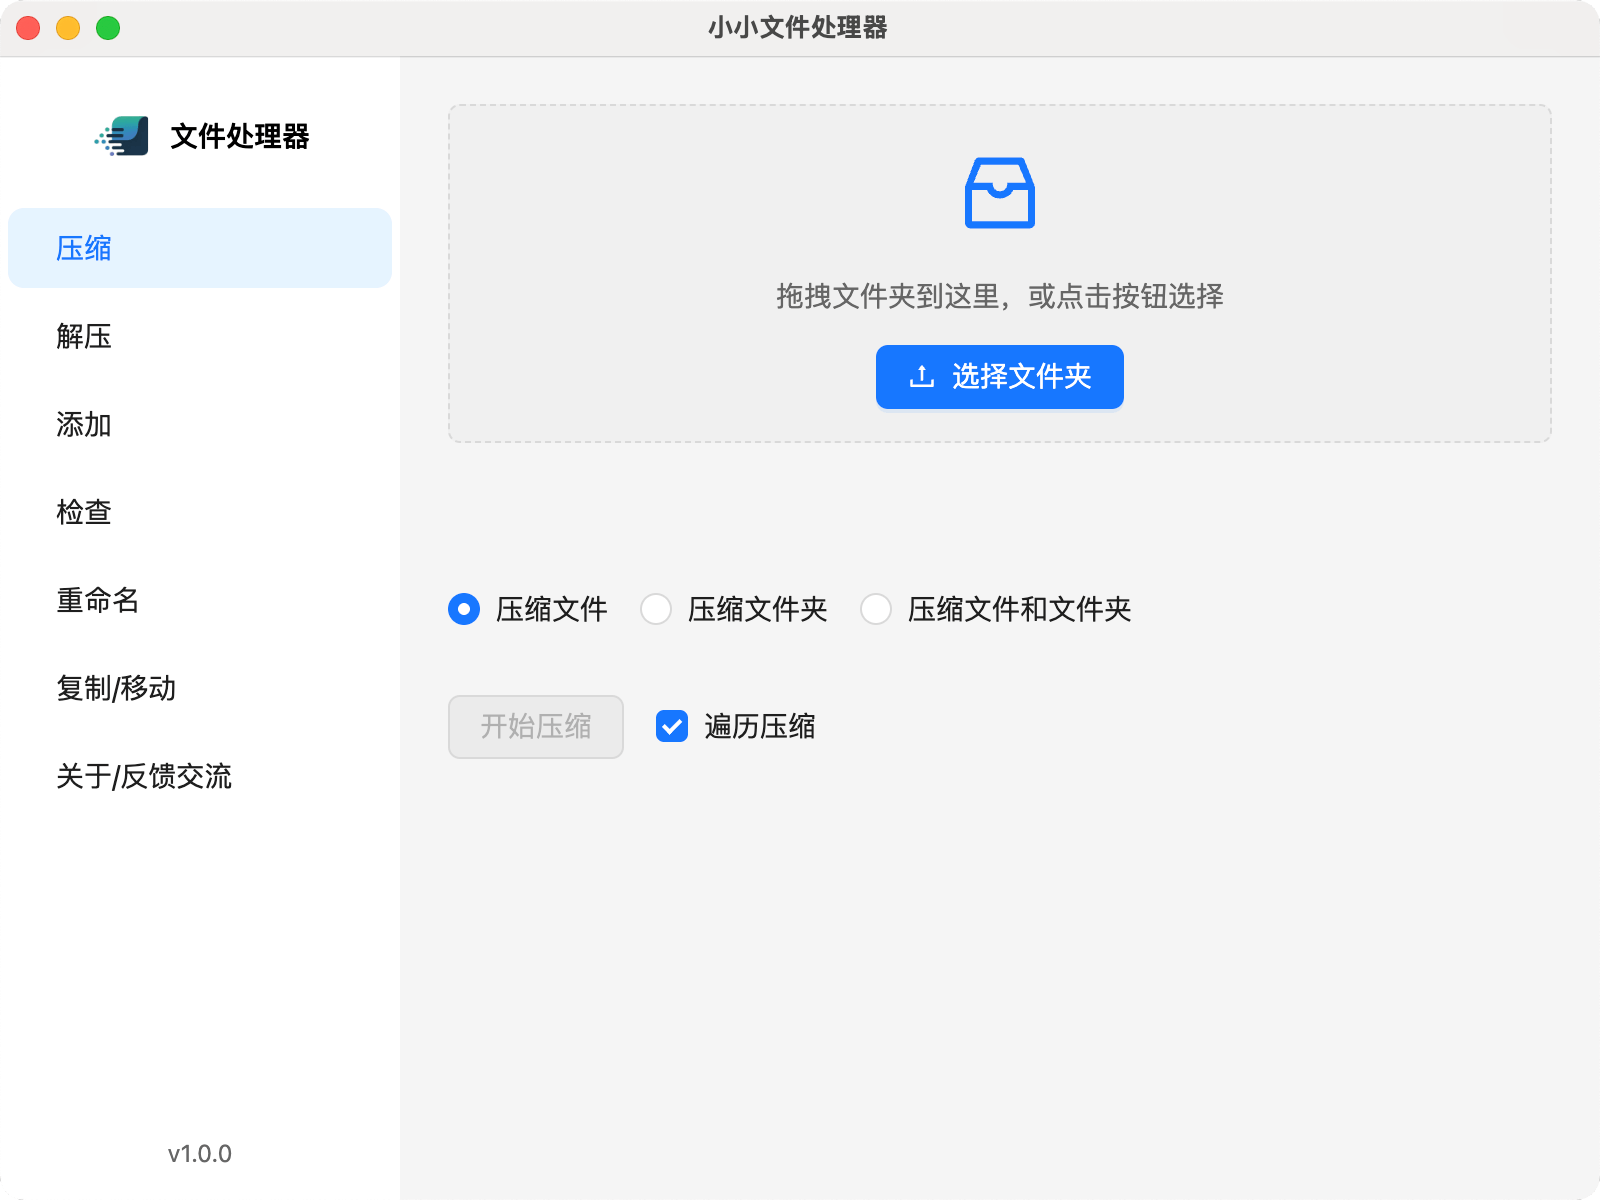 小小文件处理器
文件处理器
压缩
解压
添加
检查
重命名
复制/移动
关于/反馈交流
v1.0.0
拖拽文件夹到这里，或点击按钮选择
选择文件夹
压缩文件 压缩文件夹 压缩文件和文件夹
开始压缩 遍历压缩